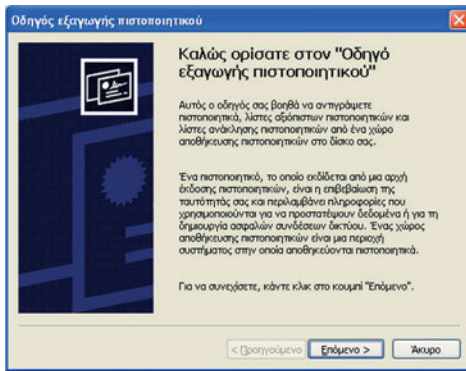 Οδηγός εξαγωγής πιστοποιητικού
Καλώς ορίσατε στον "Οδηγό
εξαγωγής πιστοποιητικού"
Αυτός ο οδηγός σας βοηθά να αντιγράψετε
πιστοποιητικά, λίστες αξιόπιστων πιστοποιητικών και
λίστες ανάκλησης πιστοποιητικών από ένα χώρο
αποθήκευσης πιστοποιητικών στο δίσκο σας.
Ένα πιστοποιητικό, το οποίο εκδίδεται από μια αρχή
έκδοσης πιστοποιητικών, είναι η επιβεβαίωση της
ταυτότητάς σας και περιλαμβάνει πληροφορίες που
χρησιμοποιούνται για να προστατέψουν δεδομένα ή για τη
δημιουργία ασφαλών συνδέσεων δικτύου. Ένας χώρος
αποθήκευσης πιστοποιητικών είναι μια περιοχή
συστήματος στην οποία αποθηκεύονται πιστοποιητικά.
Για να συνεχίσετε, κάντε κλικ στο κουμπί "Επόμενο".
< Προηγούμενο Επόμενο > Άκυρο